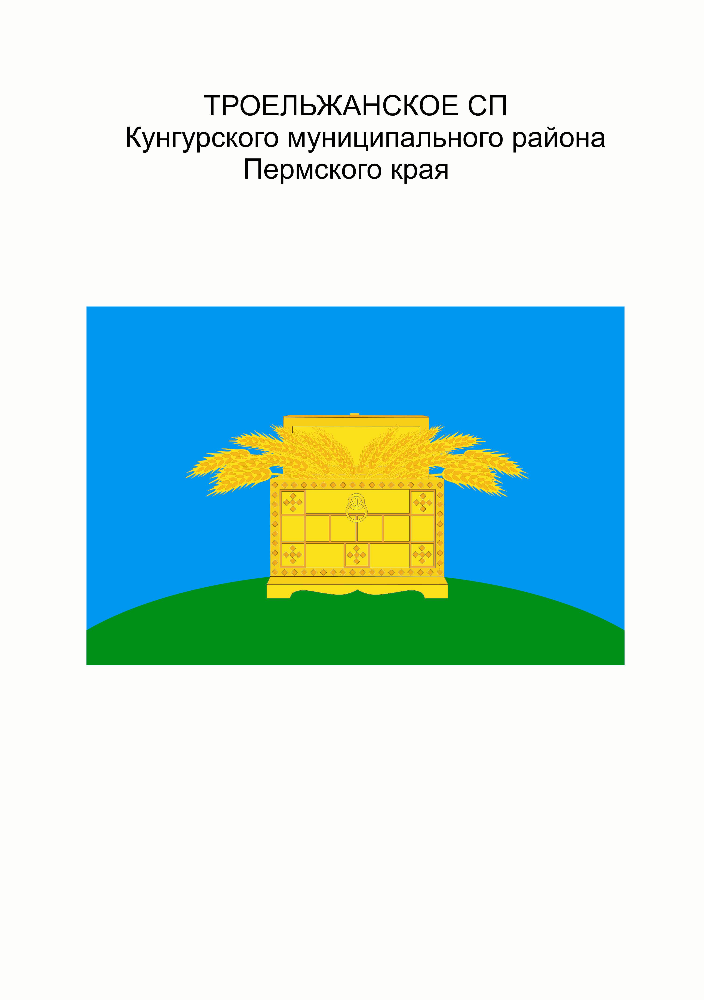 ТРОЕЛЬЖАНСКОЕ СП
Кунгурского муниципального района
Пермского края